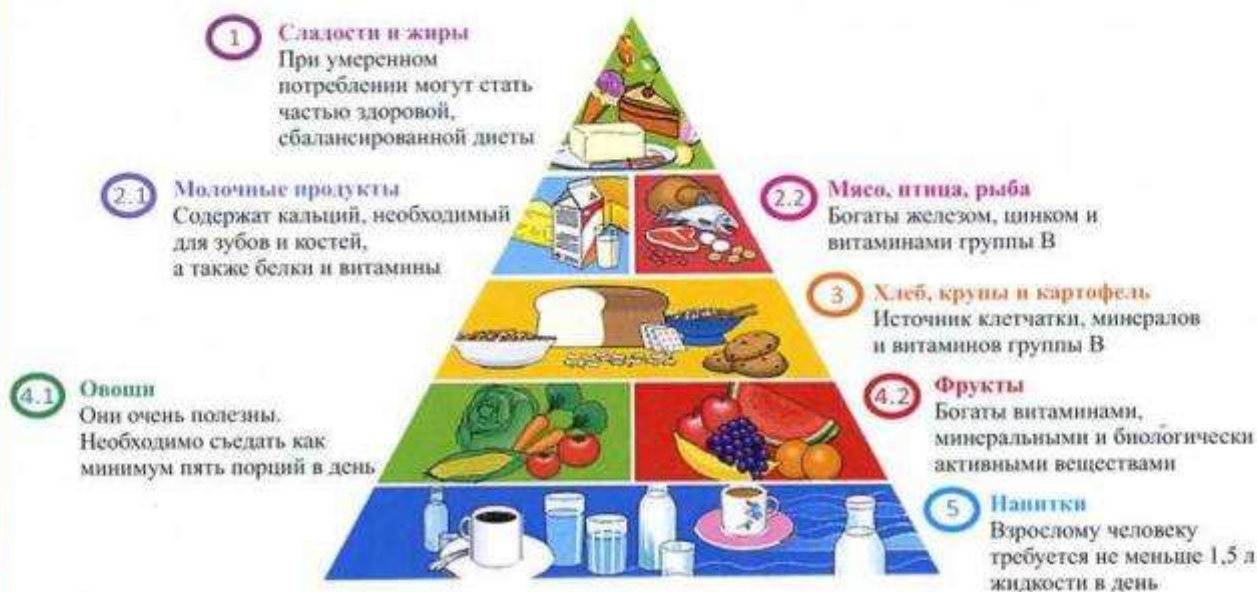 1
Сладости и жиры
При умеренном
потреблении могут стать
частью здоровой,
сбалансированной диеты
2.1
Молочные продукты
Содержат кальций, необходимый
для зубов и костей,
а также белки и витамины
2.2
Мясо, птица, рыба
Богаты железом, цинком и
витаминами группы В
3
Хлеб, крупы и картофель
Источник клетчатки, минералов
и витаминов группы В
4.1
Овощи
Они очень полезны.
Необходимо съедать как
минимум пять порций в день
4.2
Фрукты
Богаты витаминами,
минеральными и биологически
активными веществами
5
Напитки
Взрослому человеку
требуется не меньше 1,5 л
жидкости в день